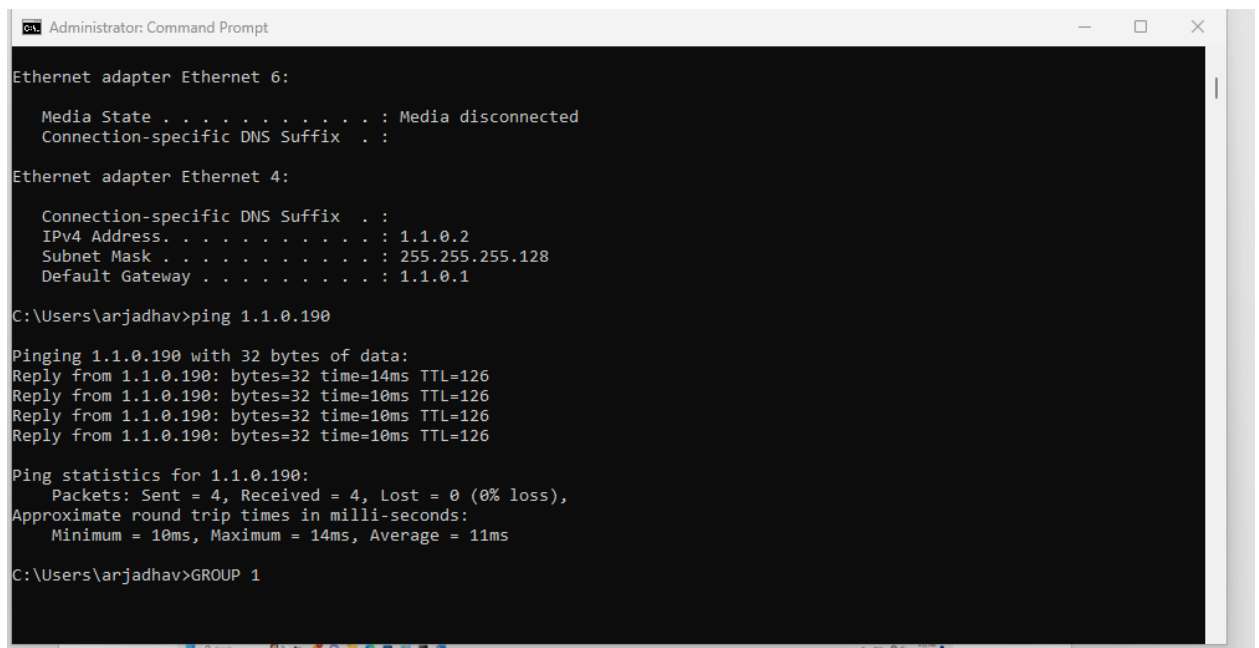 Administrator: Command Prompt
Ethernet adapter Ethernet 6:
Media State . . . . . . . . . . . : Media disconnected
Connection-specific DNS Suffix  . :
Ethernet adapter Ethernet 4:
Connection-specific DNS Suffix  . :
IPv4 Address. . . . . . . . . . . : 1.1.0.2
Subnet Mask . . . . . . . . . . . : 255.255.255.128
Default Gateway . . . . . . . . . : 1.1.0.1
C:\Users\arjadhav>ping 1.1.0.190
Pinging 1.1.0.190 with 32 bytes of data:
Reply from 1.1.0.190: bytes=32 time=14ms TTL=126
Reply from 1.1.0.190: bytes=32 time=10ms TTL=126
Reply from 1.1.0.190: bytes=32 time=10ms TTL=126
Reply from 1.1.0.190: bytes=32 time=10ms TTL=126
Ping statistics for 1.1.0.190:
Packets: Sent = 4, Received = 4, Lost = 0 (0% loss),
Approximate round trip times in milli-seconds:
Minimum = 10ms, Maximum = 14ms, Average = 11ms
C:\Users\arjadhav>GROUP 1